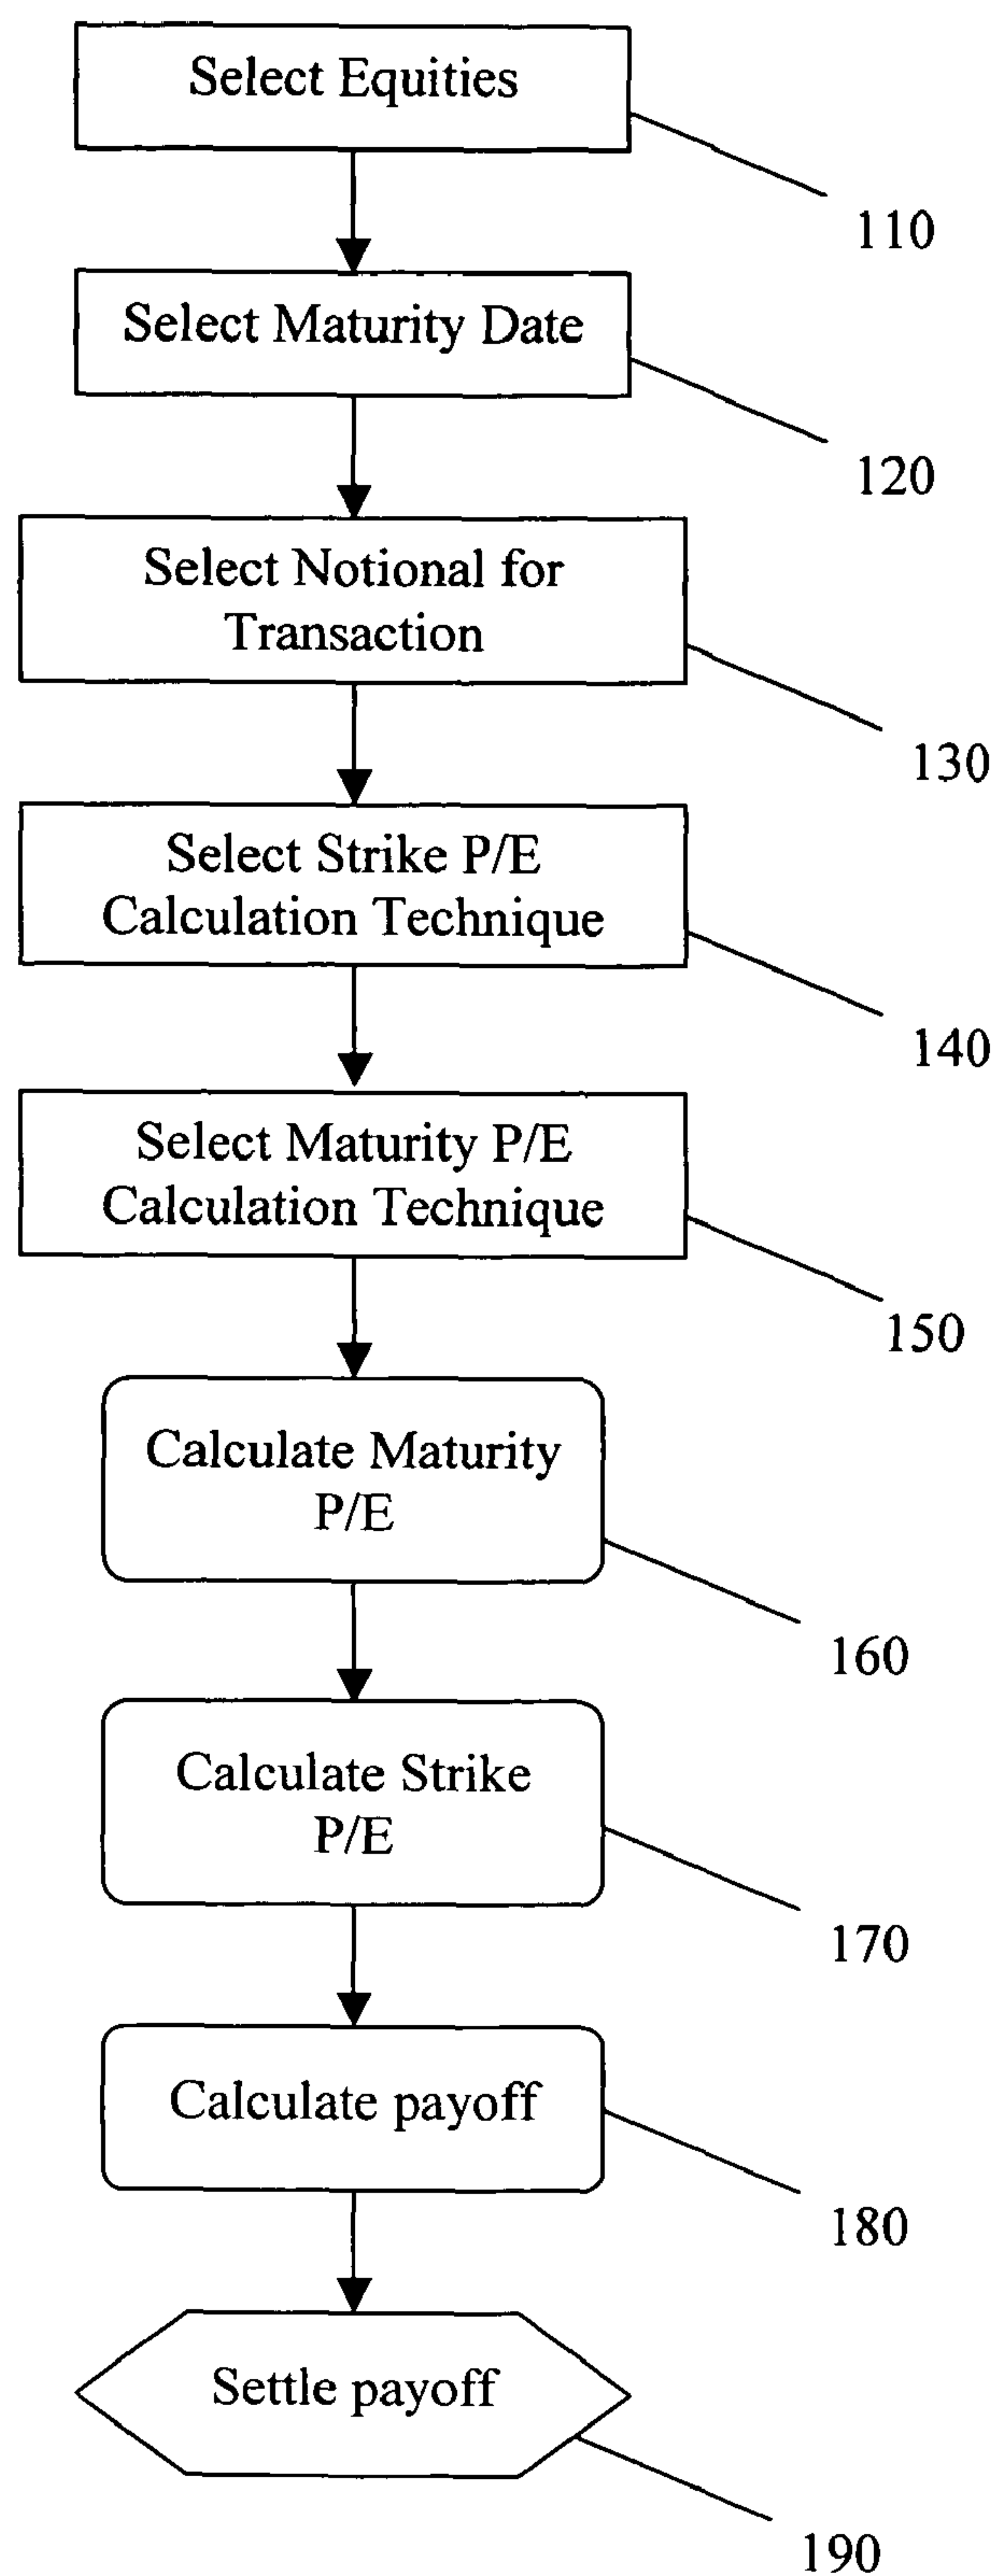 Select Equities
110
Select Maturity Date
120
Select Notional for
Transaction
130
Select Strike P/E
Calculation Technique
140
Select Maturity P/E
Calculation Technique
150
Calculate Maturity
P/E
160
Calculate Strike
P/E
170
Calculate payoff
180
Settle payoff
190